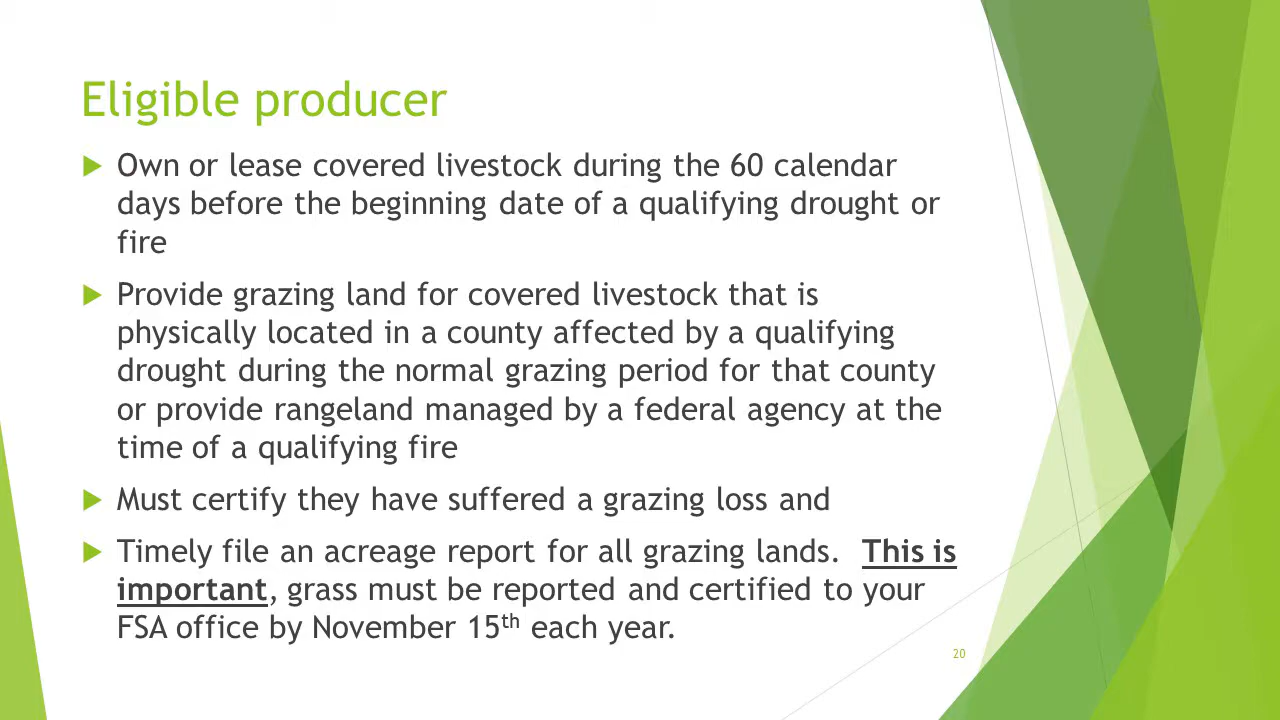 Eligible producer
Own or lease covered livestock during the 60 calendar
days before the beginning date of a qualifying drought or
fire
Provide grazing land for covered livestock that is
physically located in a county affected by a qualifying
drought during the normal grazing period for that county
or provide rangeland managed by a federal agency at the
time of a qualifying fire
Must certify they have suffered a grazing loss and
Timely file an acreage report for all grazing lands. This is
important, grass must be reported and certified to your
FSA office by November 15th each year.
20